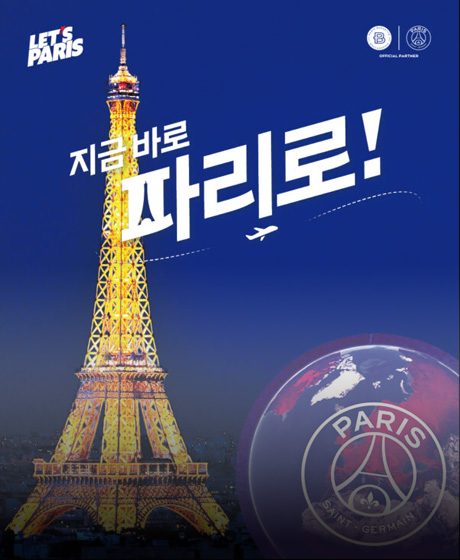 LET'S
PARIS
OFFICIAL PARTNER
지금 바로
파리로!
PARIS
SAINT-GERMAIN